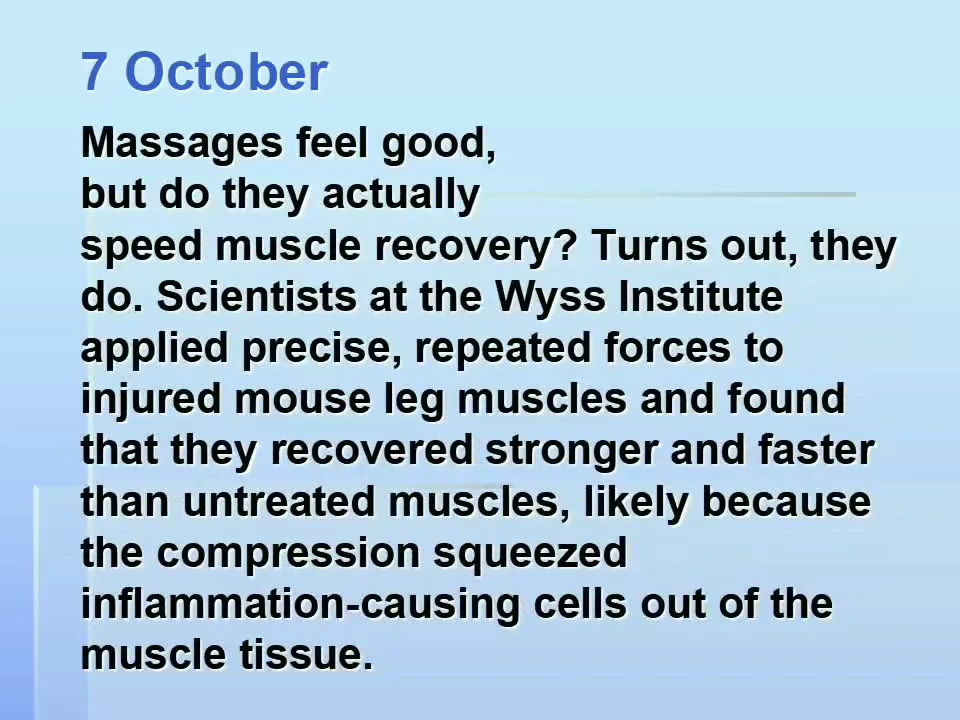 7 October
Massages feel good,
but do they actually
speed muscle recovery? Turns out, they
do. Scientists at the Wyss Institute
applied precise, repeated forces to
injured mouse leg muscles and found
that they recovered stronger and faster
than untreated muscles, likely because
the compression squeezed
inflammation-causing cells out of the
muscle tissue.